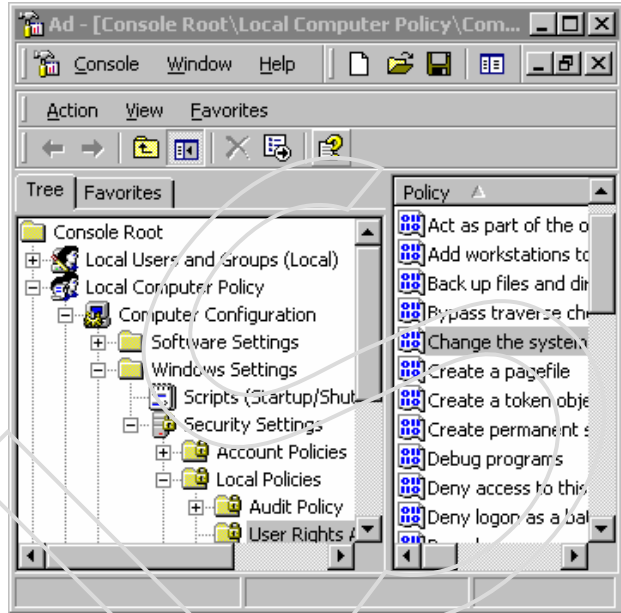 Ad - [Console Root\Local Computer Policy\Com...
Console Window Help
Action View Favorites
Tree Favorites
Console Root
Local Users and Groups (Local)
Local Computer Policy
Computer Configuration
Software Settings
Windows Settings
Scripts (Startup/Shut
Security Settings
Account Policies
Local Policies
Audit Policy
User Rights A
Policy
Act as part of the o
Add workstations to
Back up files and dir
Bypass traverse che
Change the system
Create a pagefile
Create a token obje
Create permanent s
Debug programs
Deny access to this
Deny logon as a bat